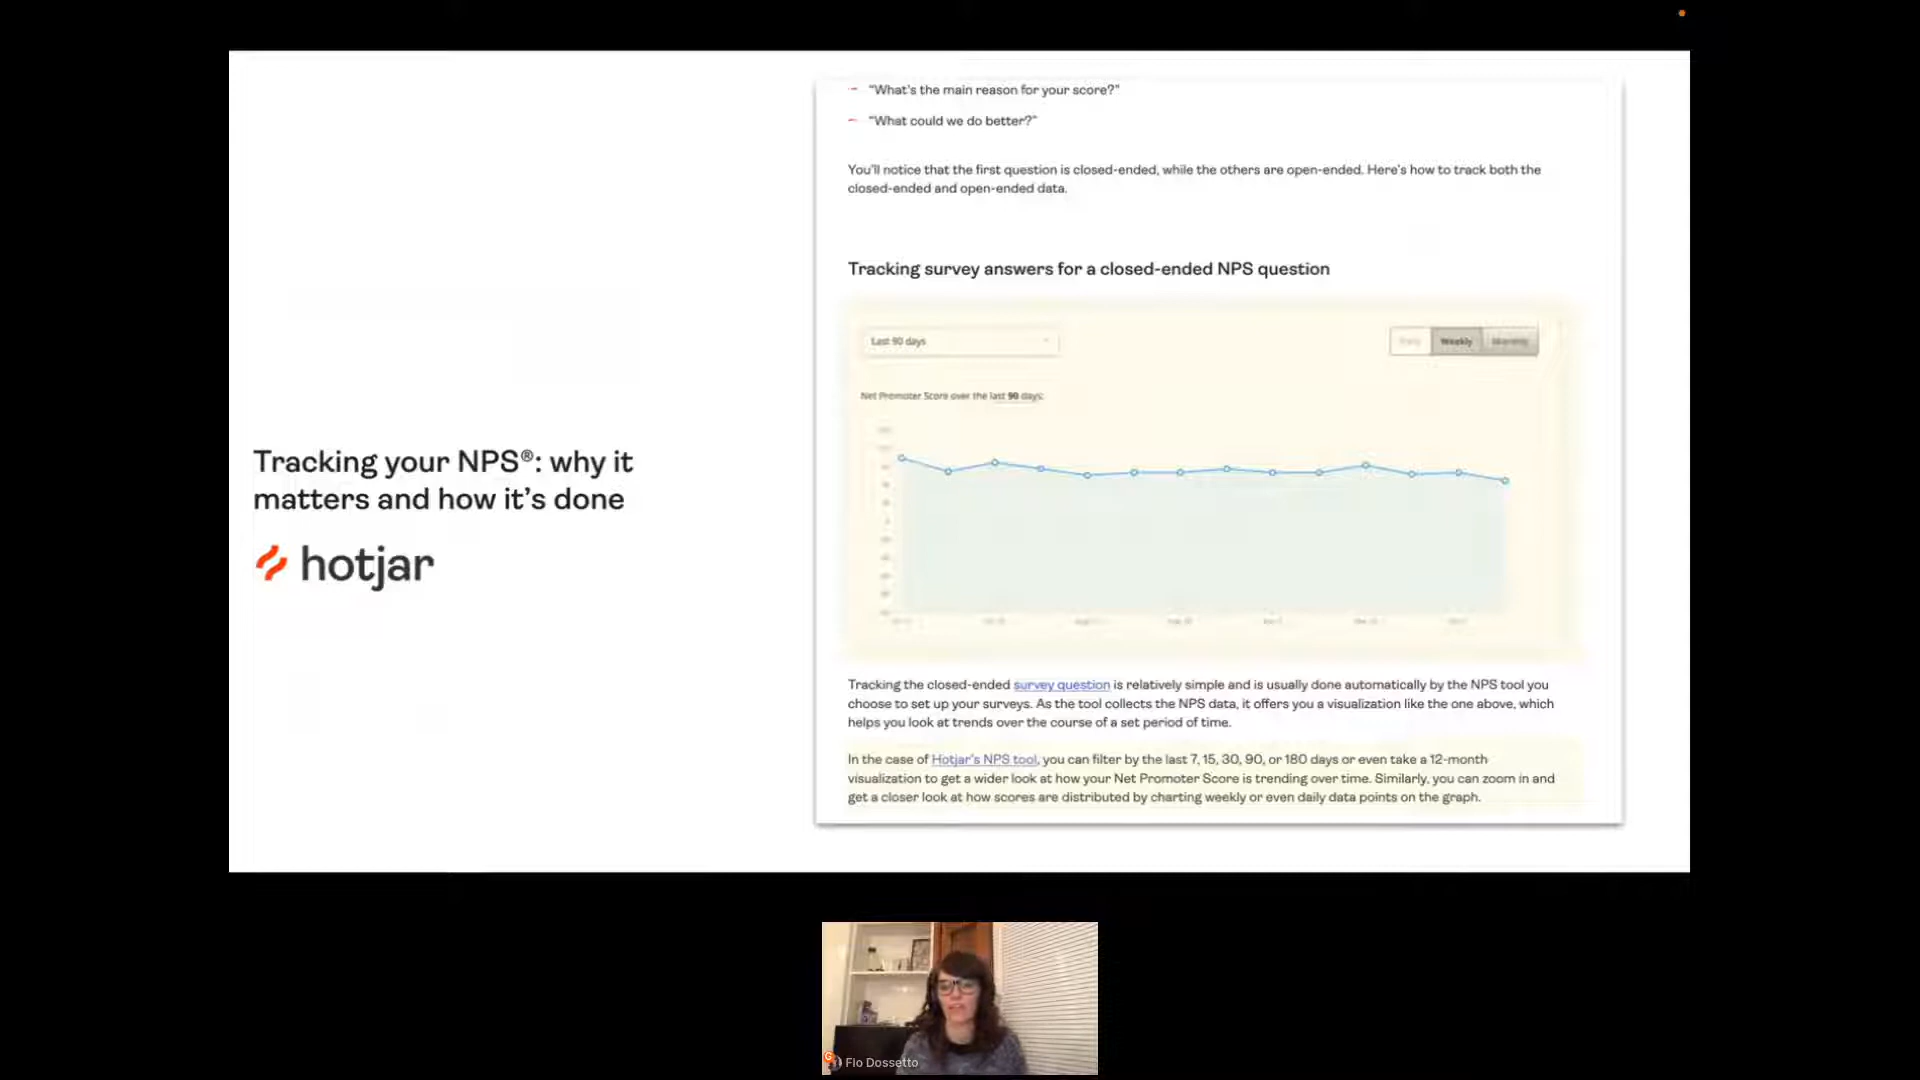 “What’s the main reason for your score?”
“What could we do better?”
You’ll notice that the first question is closed-ended, while the others are open-ended. Here’s how to track both the
closed-ended and open-ended data.
Tracking survey answers for a closed-ended NPS question
Last 90 days
Weekly
Monthly
Net Promoter Score over the last 90 days:
Tracking your NPS®: why it
matters and how it’s done
hotjar
Tracking the closed-ended survey question is relatively simple and is usually done automatically by the NPS tool you
choose to set up your surveys. As the tool collects the NPS data, it offers you a visualization like the one above, which
helps you look at trends over the course of a set period of time.
In the case of Hotjar’s NPS tool, you can filter by the last 7, 15, 30, 90, or 180 days or even take a 12-month
visualization to get a wider look at how your Net Promoter Score is trending over time. Similarly, you can zoom in and
get a closer look at how scores are distributed by charting weekly or even daily data points on the graph.
Flo Dossetto